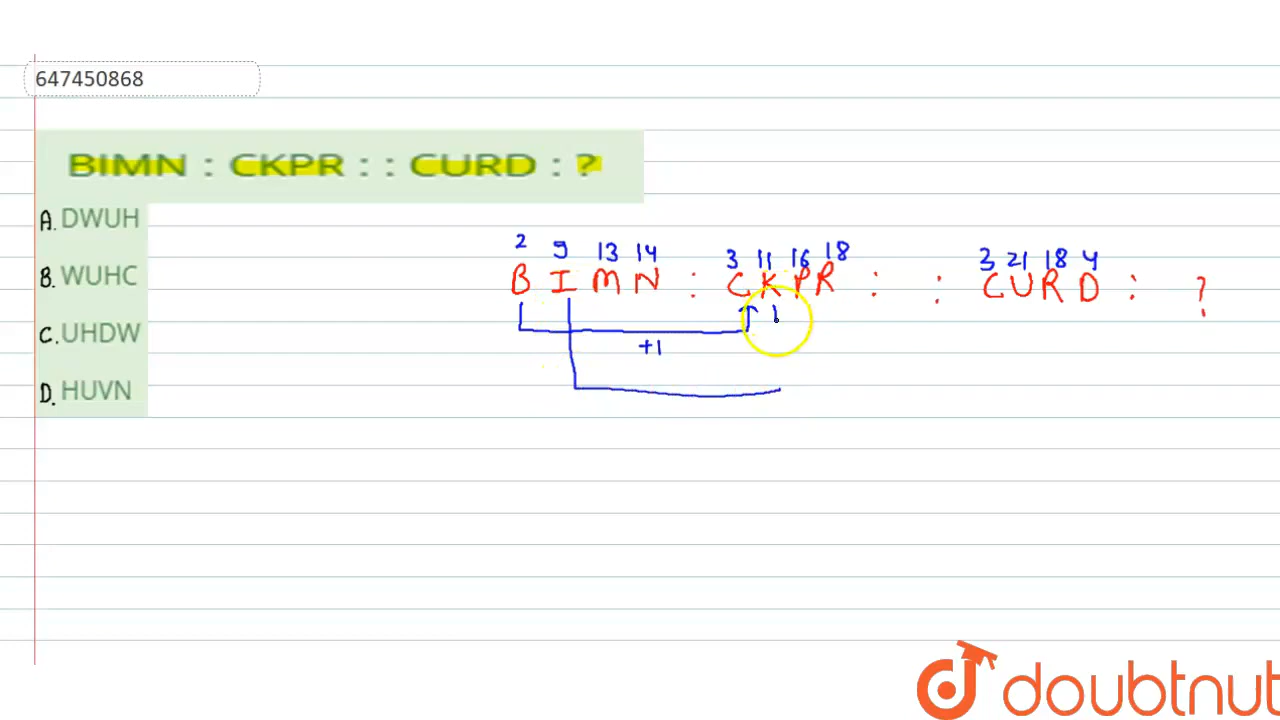 647450868
BIMN : CKPR : : CURD : ?
A. DWUH
B. WUHC
C. UHDW
D. HUVN
2 9 13 14 3 11 16 18 3 21 18 4
B I M N : C K P R : : C U R D : ?
+1
doubtnut